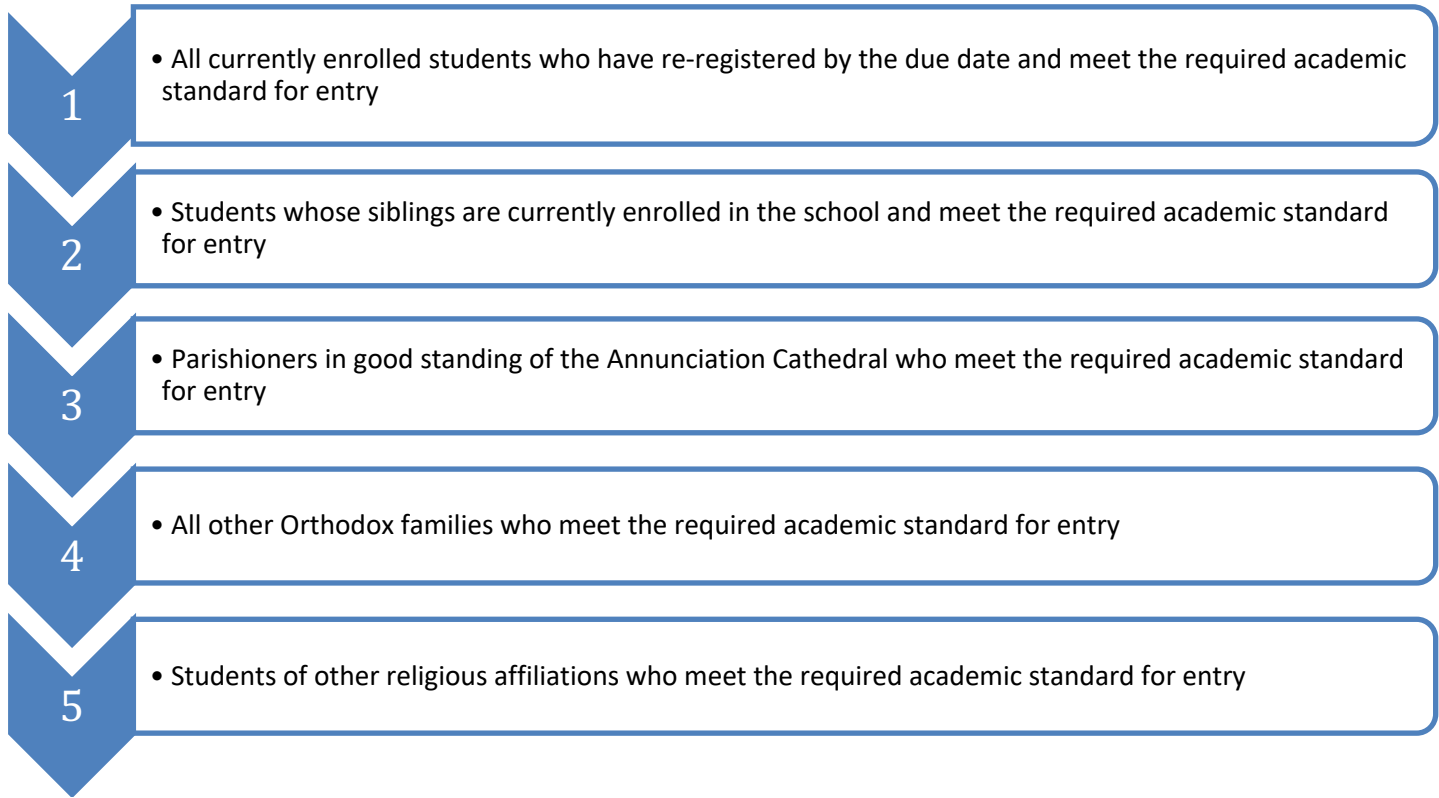 1
• All currently enrolled students who have re-registered by the due date and meet the required academic
standard for entry
2
• Students whose siblings are currently enrolled in the school and meet the required academic standard
for entry
3
• Parishioners in good standing of the Annunciation Cathedral who meet the required academic standard
for entry
4
• All other Orthodox families who meet the required academic standard for entry
5
• Students of other religious affiliations who meet the required academic standard for entry